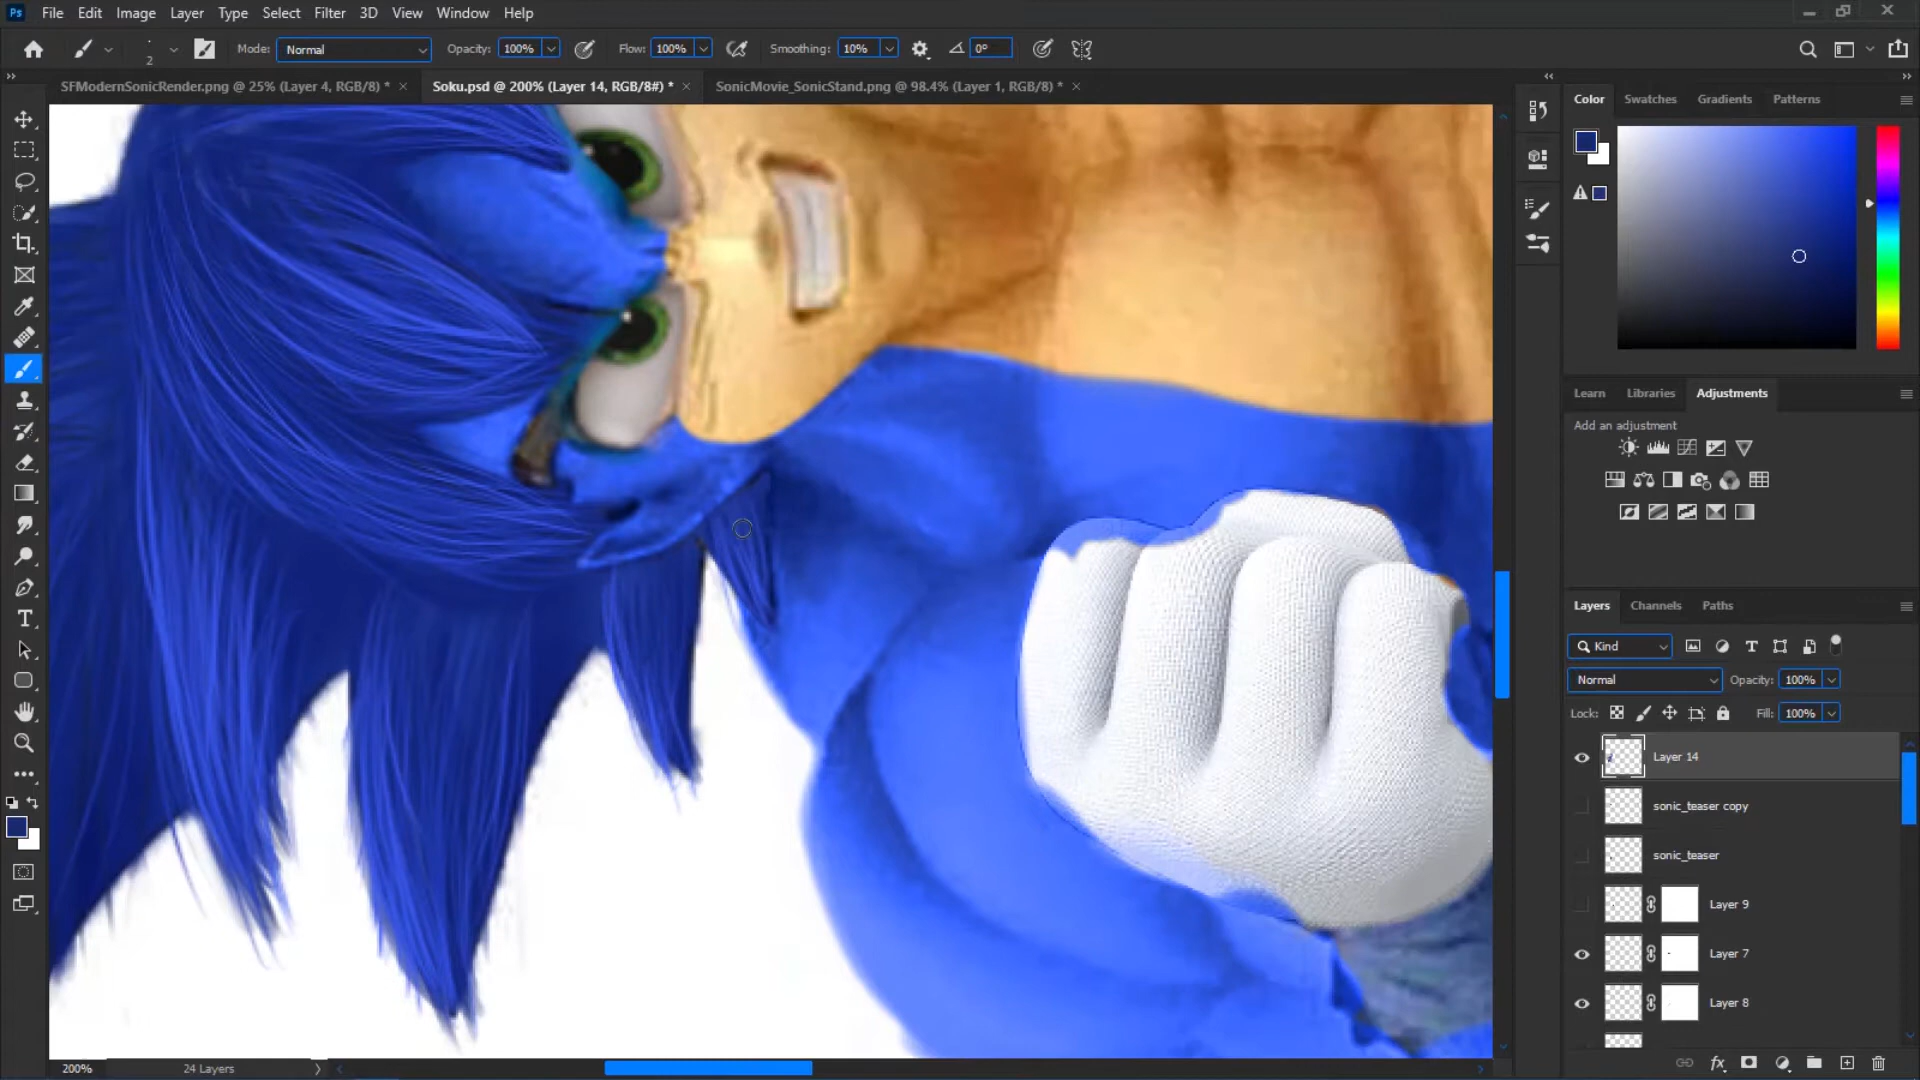 Ps File Edit Image Layer Type Select Filter 3D View Window Help
2 Mode: Normal Opacity: 100% Flow: 100% Smoothing: 10% 0°
SFModernSonicRender.png @ 25% (Layer 4, RGB/8) * × Soku.psd @ 200% (Layer 14, RGB/8#) * × SonicMovie_SonicStand.png @ 98.4% (Layer 1, RGB/8) * ×
Color Swatches Gradients Patterns
Learn Libraries Adjustments
Add an adjustment
Layers Channels Paths
Kind
Normal Opacity: 100%
Lock: Fill: 100%
Layer 14
sonic_teaser copy
sonic_teaser
Layer 9
Layer 7
Layer 8
200% 24 Layers